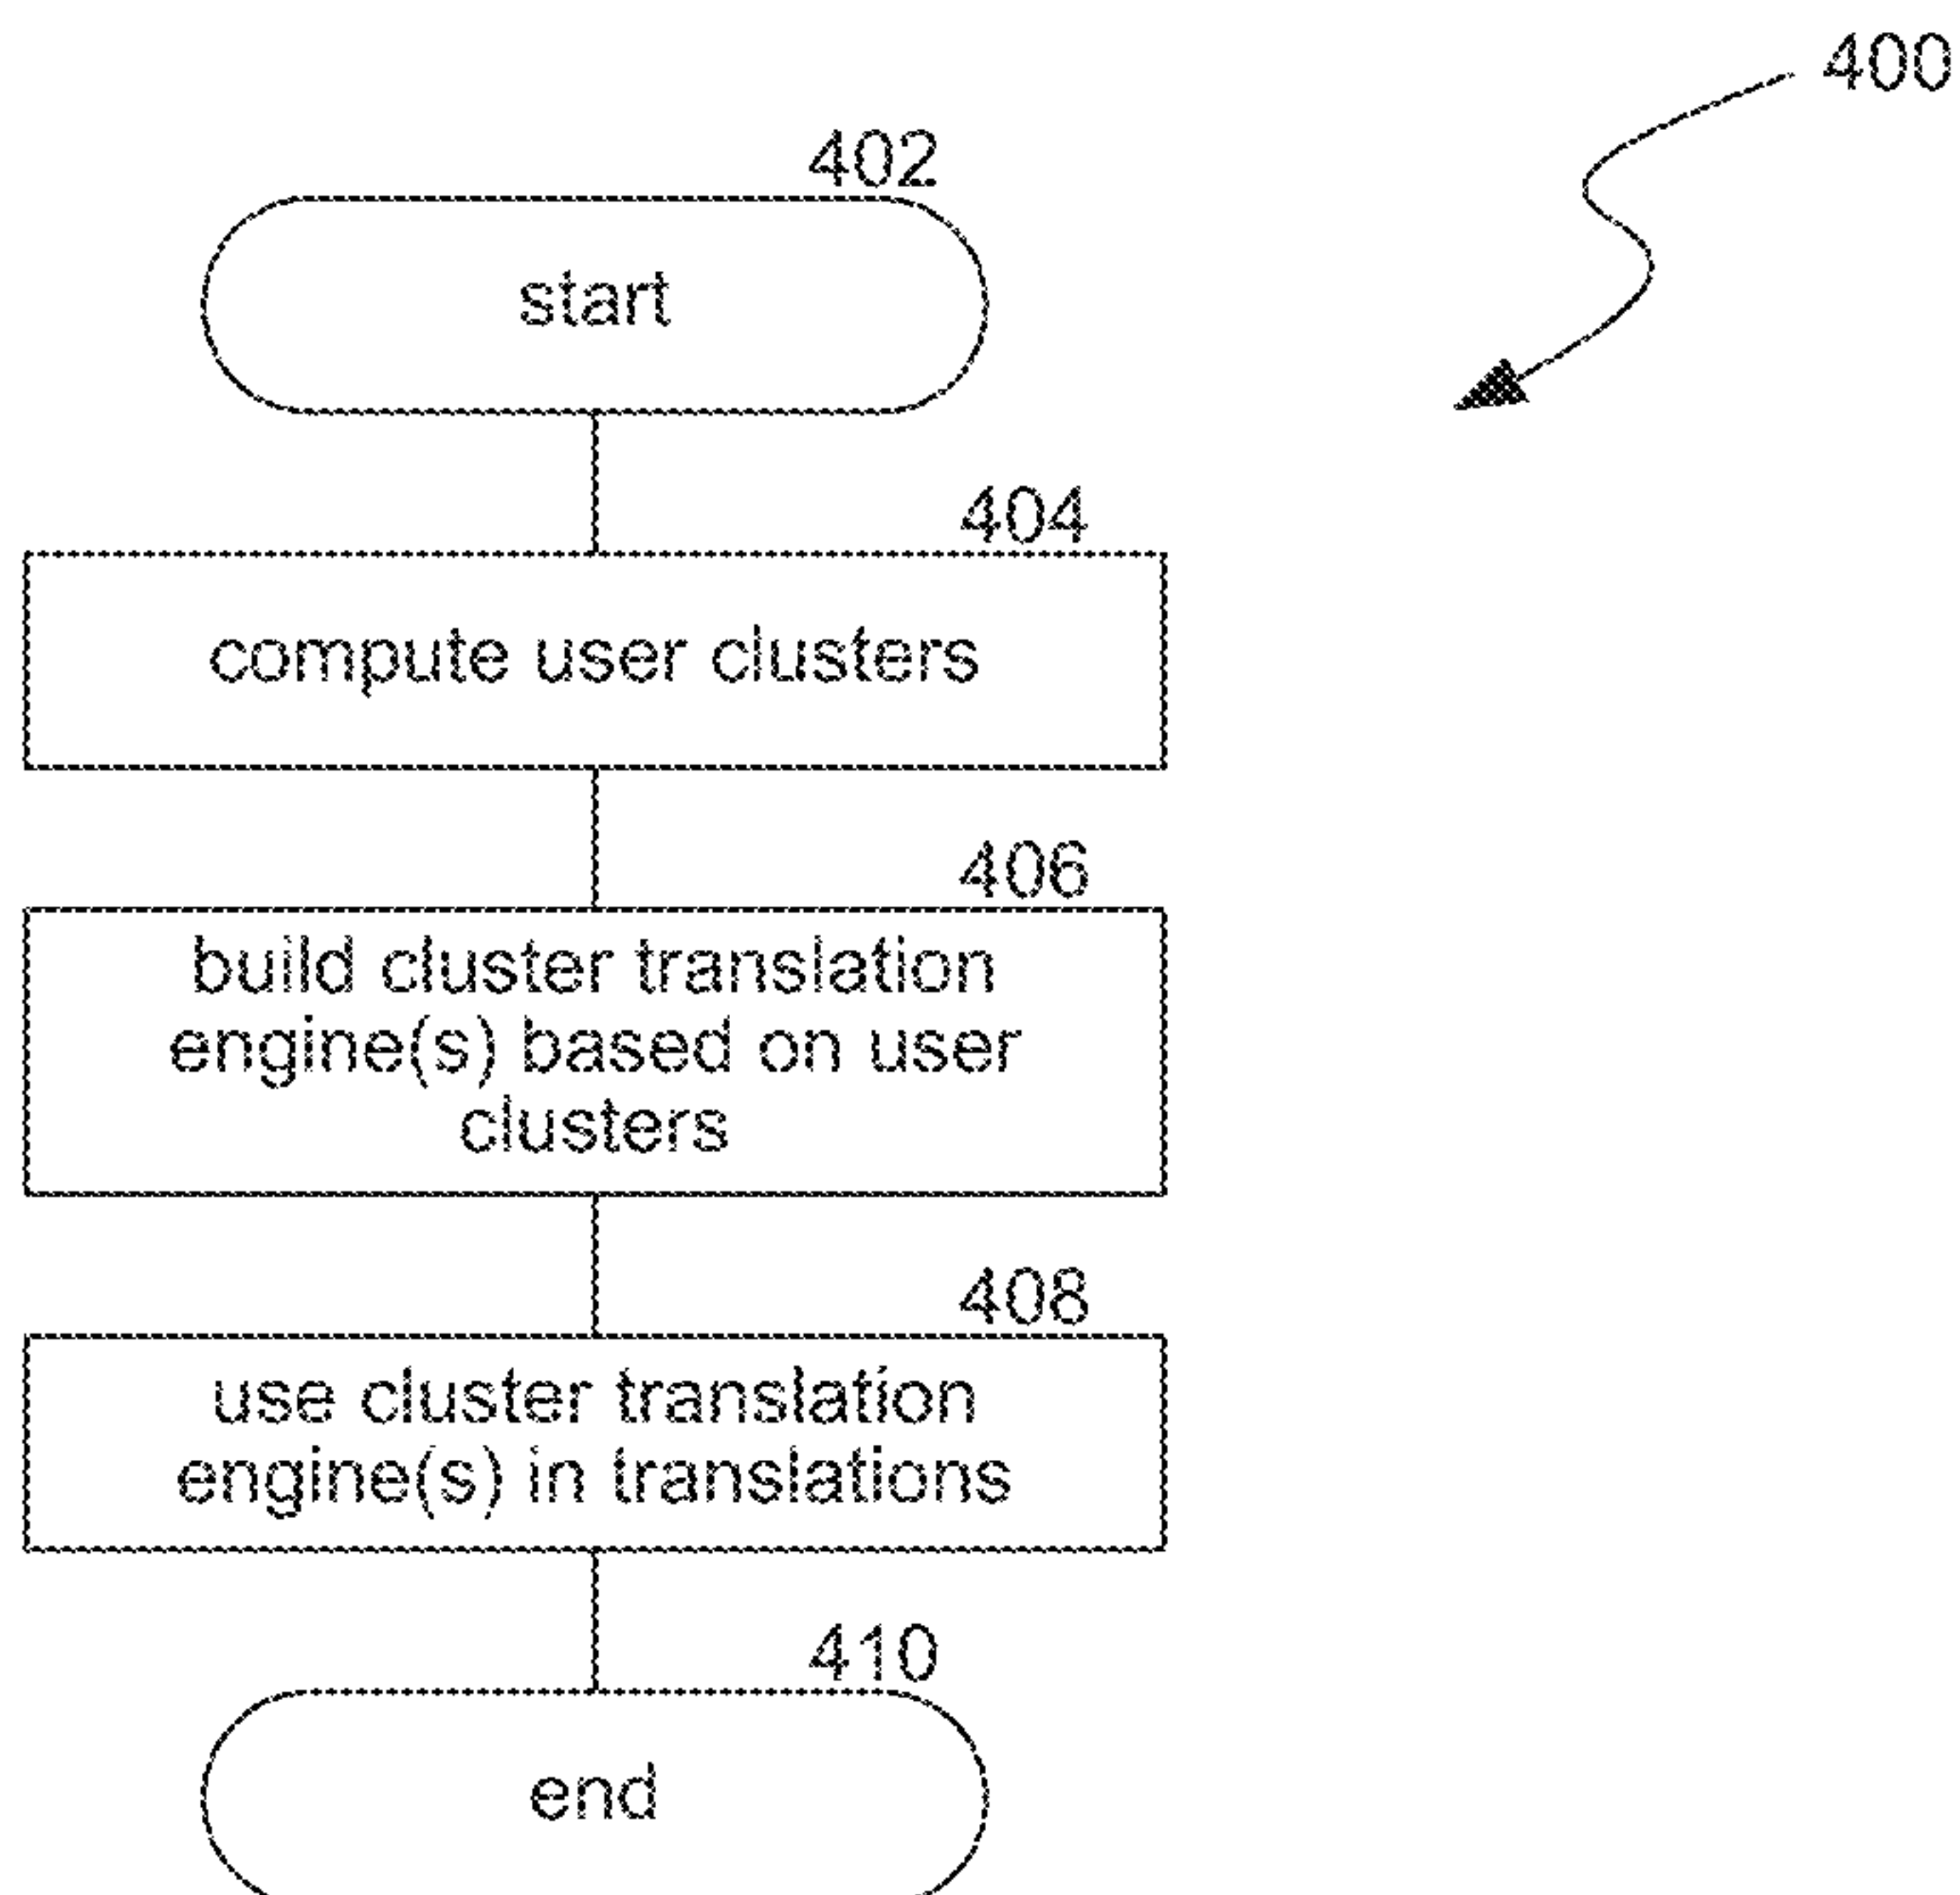 400
402
start
404
compute user clusters
406
build cluster translation
engine(s) based on user
clusters
408
use cluster translation
engine(s) in translations
410
end